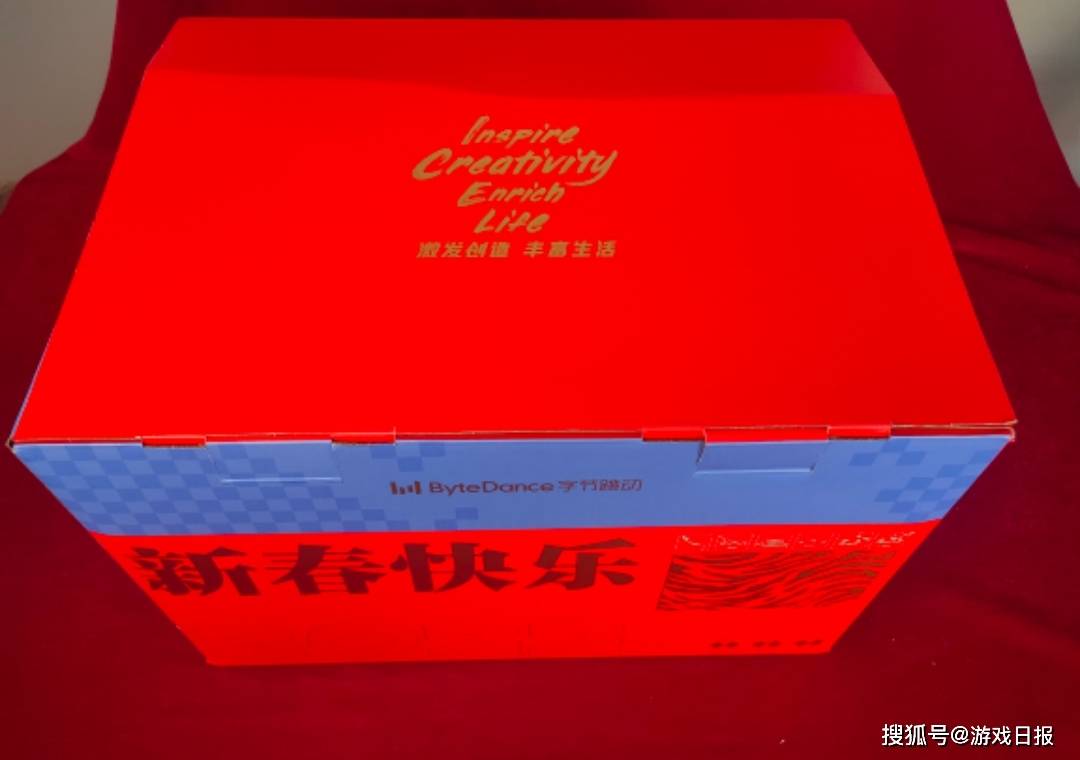 Inspire
Creativity
Enrich
Life
激发创造 丰富生活
ByteDance字节跳动
新春快乐
搜狐号@游戏日报